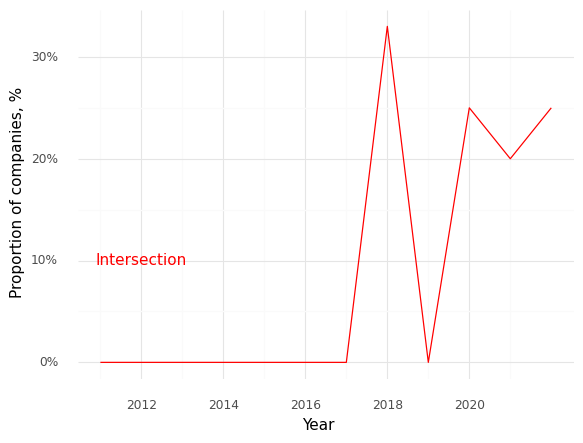 Proportion of companies, %
30%
20%
10%
0%
Intersection
2012 2014 2016 2018 2020
Year